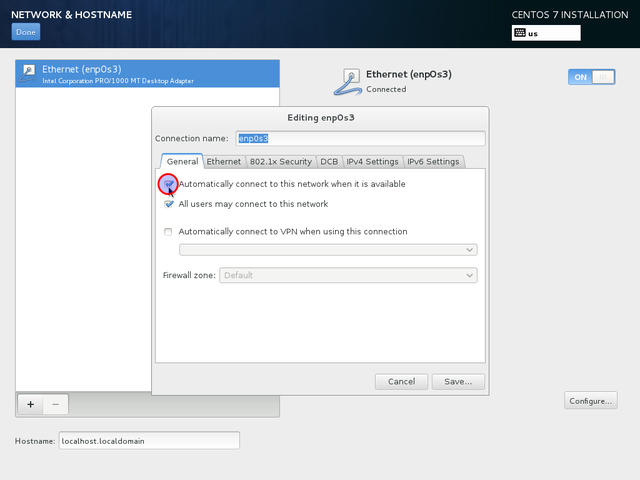 NETWORK & HOSTNAME
CENTOS 7 INSTALLATION
Done
us
Ethernet (enp0s3)
Intel Corporation PRO/1000 MT Desktop Adapter
Ethernet (enp0s3)
Connected
ON
Editing enp0s3
Connection name: enp0s3
General Ethernet 802.1x Security DCB IPv4 Settings IPv6 Settings
Automatically connect to this network when it is available
All users may connect to this network
Automatically connect to VPN when using this connection
Firewall zone: Default
Cancel Save...
+ −
Configure...
Hostname: localhost.localdomain